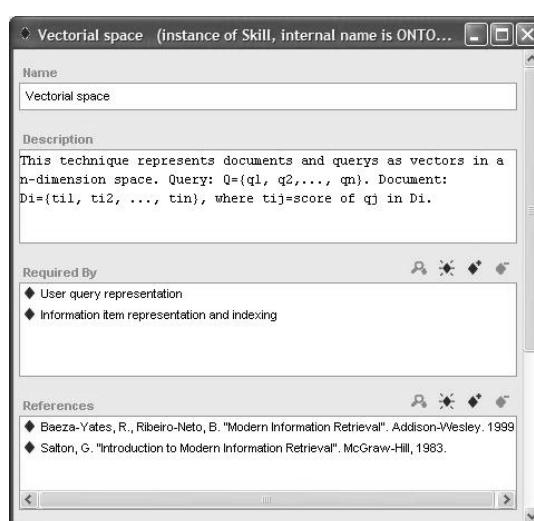 Vectorial space (instance of Skill, internal name is ONTO...
Name
Vectorial space
Description
This technique represents documents and querys as vectors in a
n-dimension space. Query: Q={q1, q2,..., qn}. Document:
Di={ti1, ti2, ..., tin}, where tij=score of qj in Di.
Required By
User query representation
Information item representation and indexing
References
Baeza-Yates, R., Ribeiro-Neto, B. "Modern Information Retrieval". Addison-Wesley. 1999
Salton, G. "Introduction to Modern Information Retrieval". McGraw-Hill, 1983.